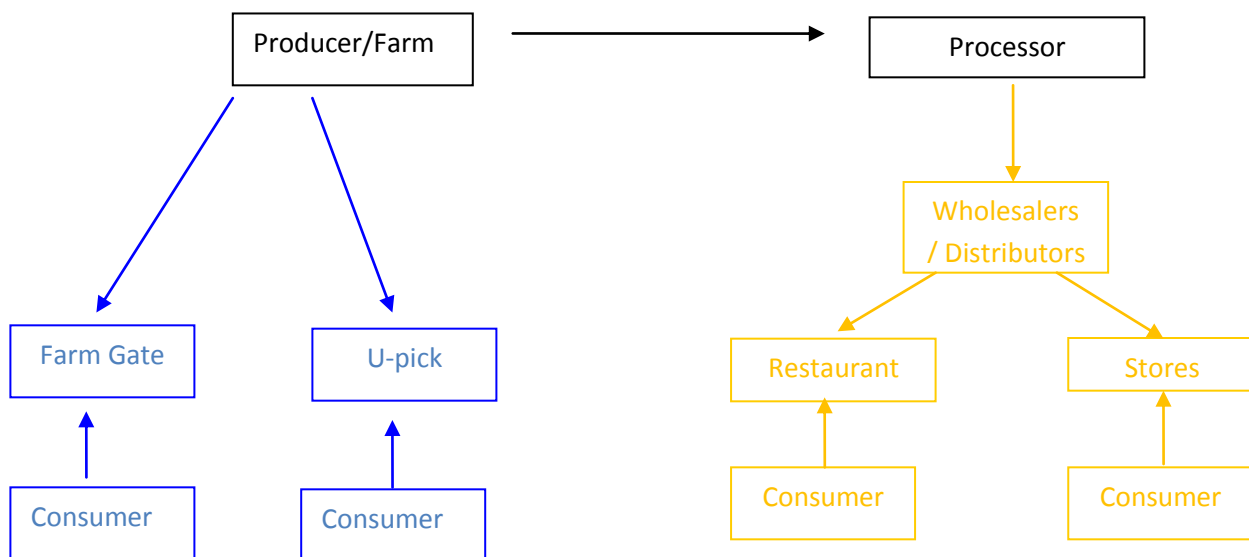 Producer/Farm
Processor
Wholesalers
/ Distributors
Farm Gate
U-pick
Restaurant
Stores
Consumer
Consumer
Consumer
Consumer